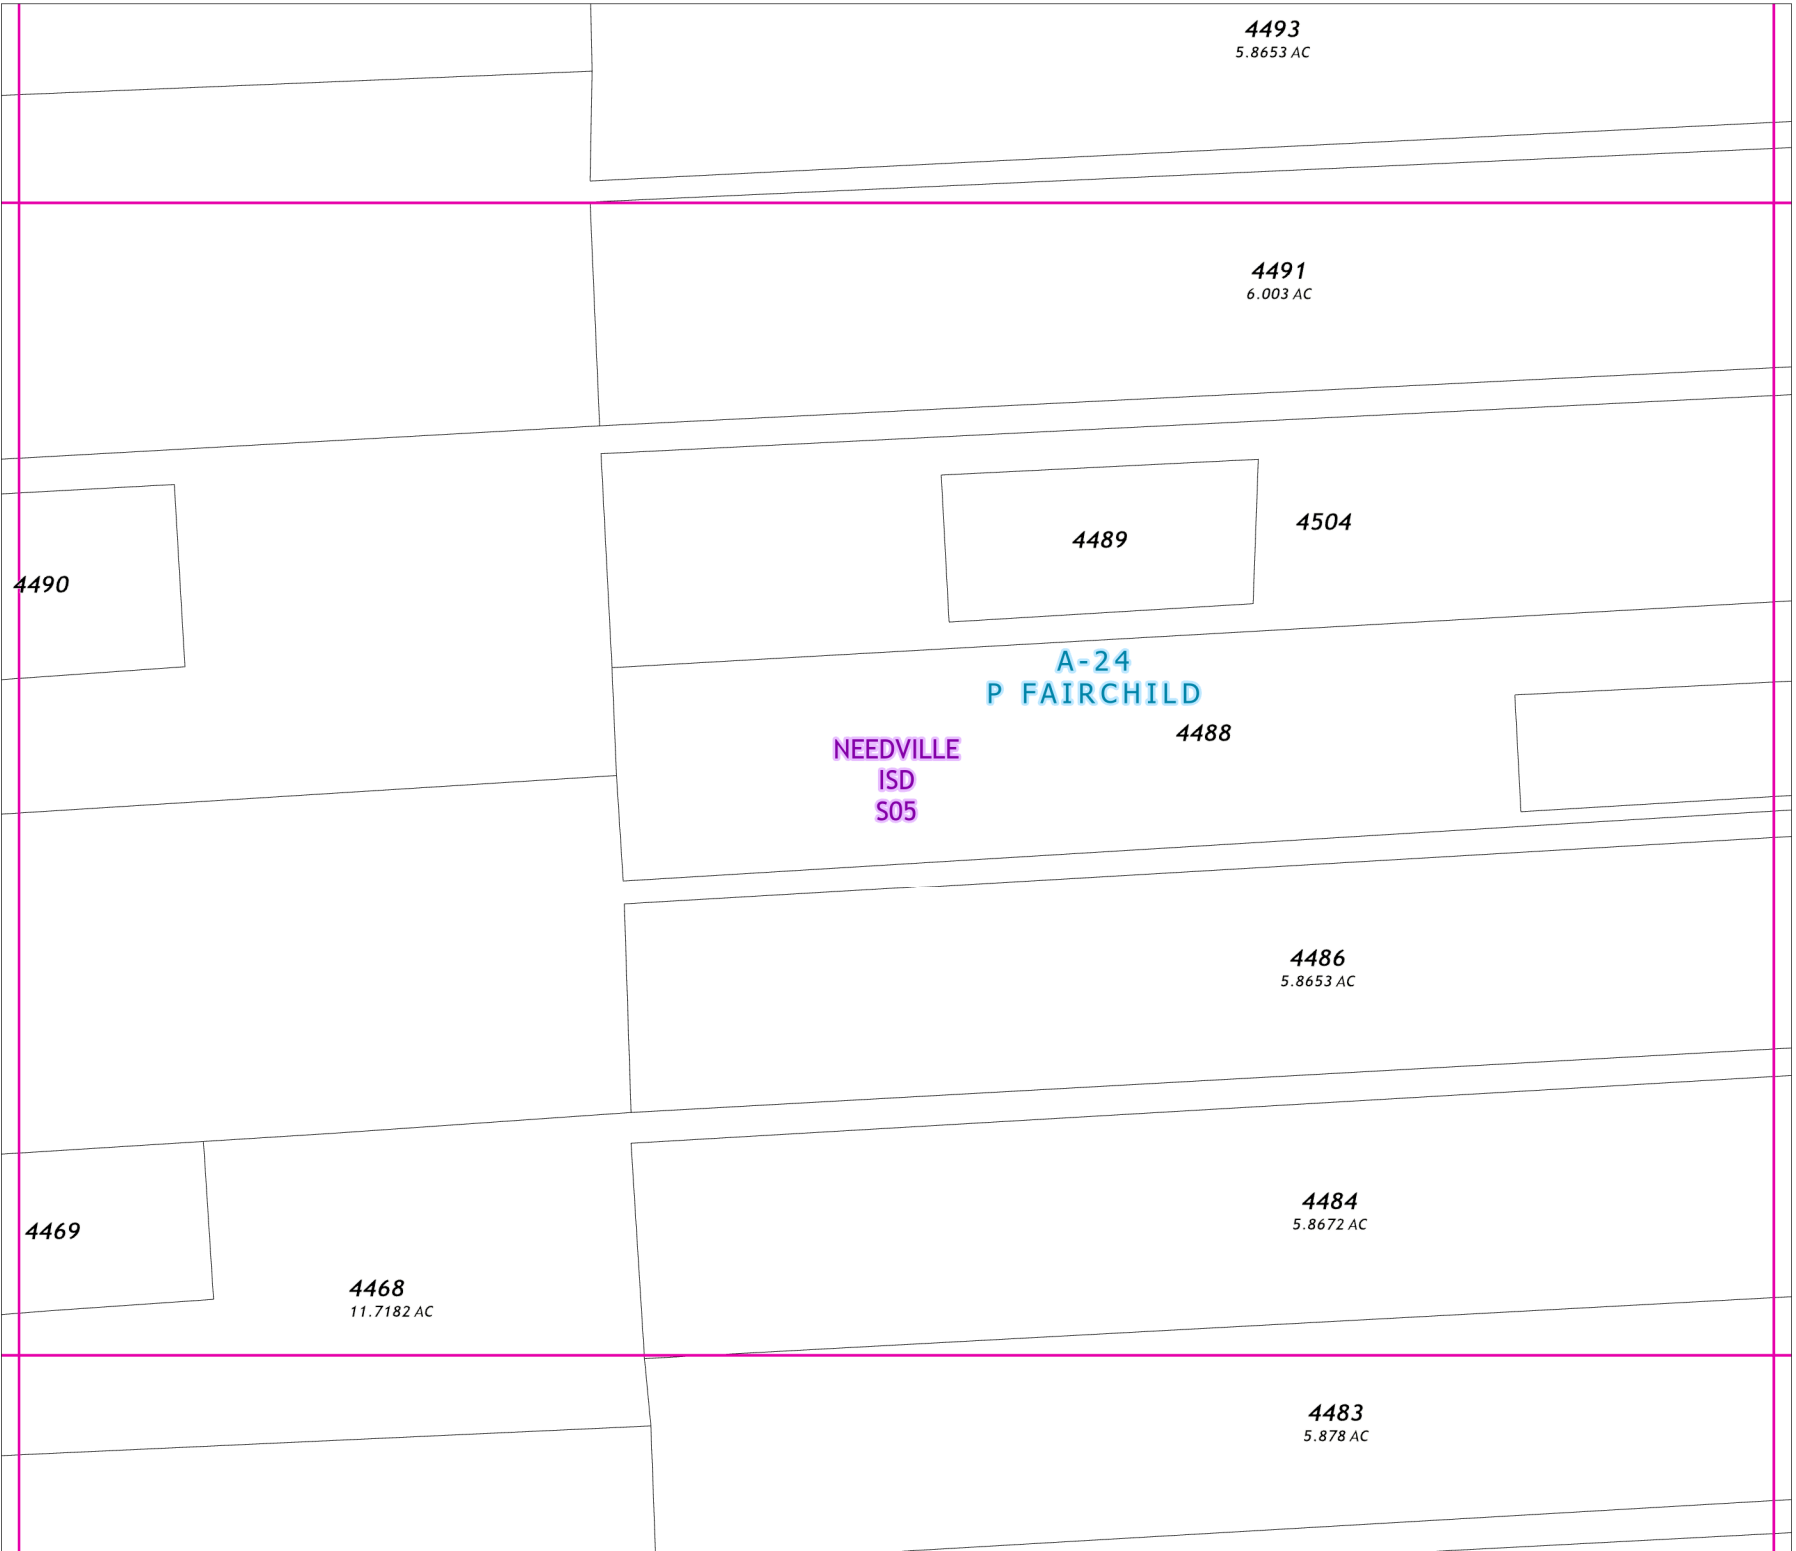 4493
5.8653 AC
4491
6.003 AC
4504
4489
4490
A-24
P FAIRCHILD
4488
NEEDVILLE
ISD
S05
4486
5.8653 AC
4484
5.8672 AC
4469
4468
11.7182 AC
4483
5.878 AC